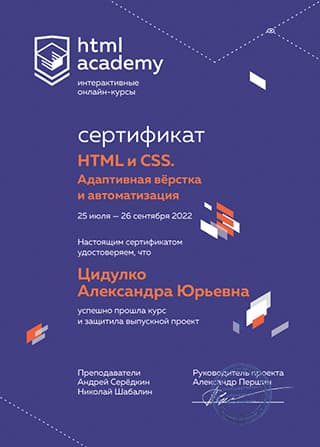 html
academy
интерактивные
онлайн-курсы
сертификат
HTML и CSS.
Адаптивная вёрстка
и автоматизация
25 июля — 26 сентября 2022
Настоящим сертификатом
удостоверяем, что
Цидулко
Александра Юрьевна
успешно прошла курс
и защитила выпускной проект
Преподаватели
Андрей Серёдкин
Николай Шабалин
Руководитель проекта
Александр Першин